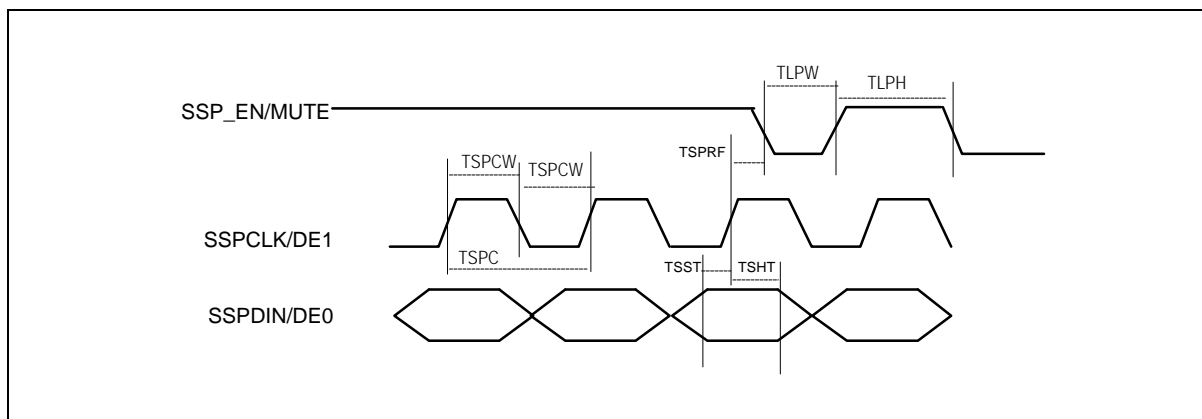 TLPW
TLPH
SSP_EN/MUTE
TSPRF
TSPCW
TSPCW
SSPCLK/DE1
TSPC
TSST
TSHT
SSPDIN/DE0